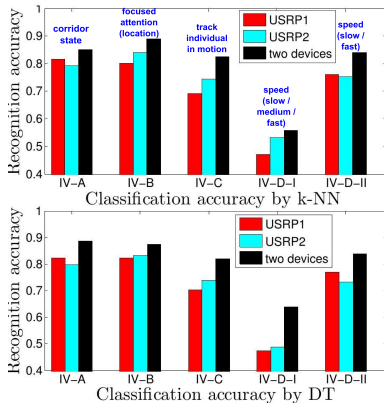 Recognition accuracy
1
0.9
0.8
0.7
0.6
0.5
0.4
corridor
state
focused
attention
(location)
track
individual
in motion
speed
(slow /
medium /
fast)
speed
(slow /
fast)
USRP1
USRP2
two devices
IV-A
IV-B
IV-C
IV-D-I
IV-D-II
Classification accuracy by k-NN
Recognition accuracy
1
0.9
0.8
0.7
0.6
0.5
0.4
USRP1
USRP2
two devices
IV-A
IV-B
IV-C
IV-D-I
IV-D-II
Classification accuracy by DT